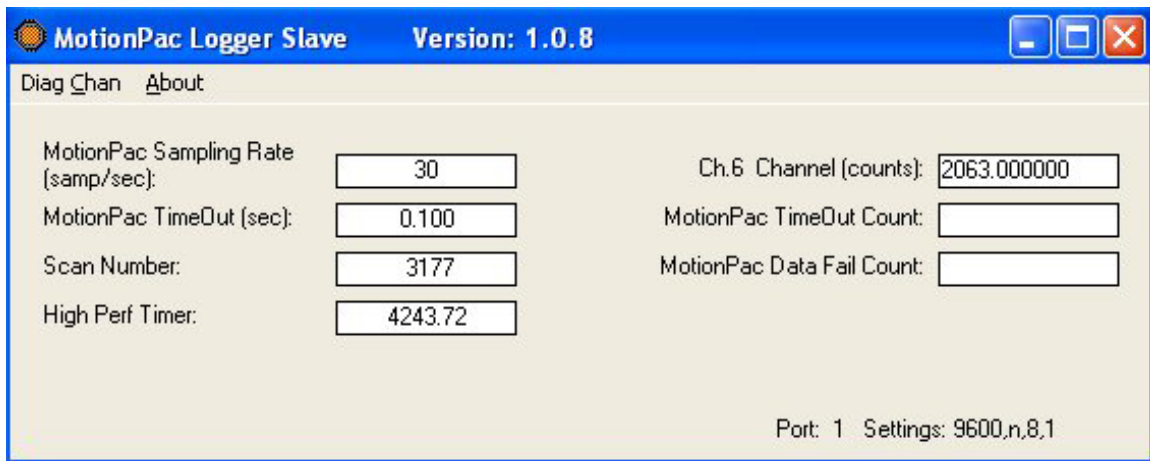 MotionPac Logger Slave Version: 1.0.8
Diag Chan About
MotionPac Sampling Rate
(samp/sec): 30
Ch.6 Channel (counts): 2063.000000
MotionPac TimeOut (sec): 0.100
MotionPac TimeOut Count:
Scan Number: 3177
MotionPac Data Fail Count:
High Perf Timer: 4243.72
Port: 1 Settings: 9600,n,8,1